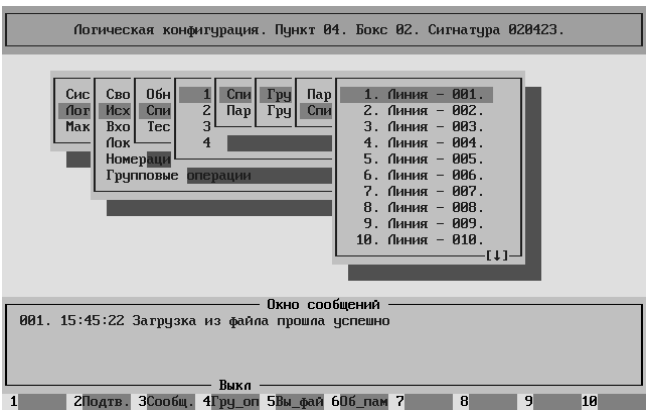 Логическая конфигурация. Пункт 04. Бокс 02. Сигнатура 020423.
Сис Сво Обн 1 Спи Гру Пар 1. Линия - 001.
Лог Исх Спи 2 Пар Гру Спи 2. Линия - 002.
Мак Вхо Тес 3 3. Линия - 003.
Лок 4 4. Линия - 004.
Номерации 5. Линия - 005.
Групповые операции 6. Линия - 006.
7. Линия - 007.
8. Линия - 008.
9. Линия - 009.
10. Линия - 010.
[↓]
Окно сообщений
001. 15:45:22 Загрузка из файла прошла успешно
Выкл
1 2Подтв. 3Сообщ. 4Гру_оп 5Вы_фай 6Об_пам 7 8 9 10